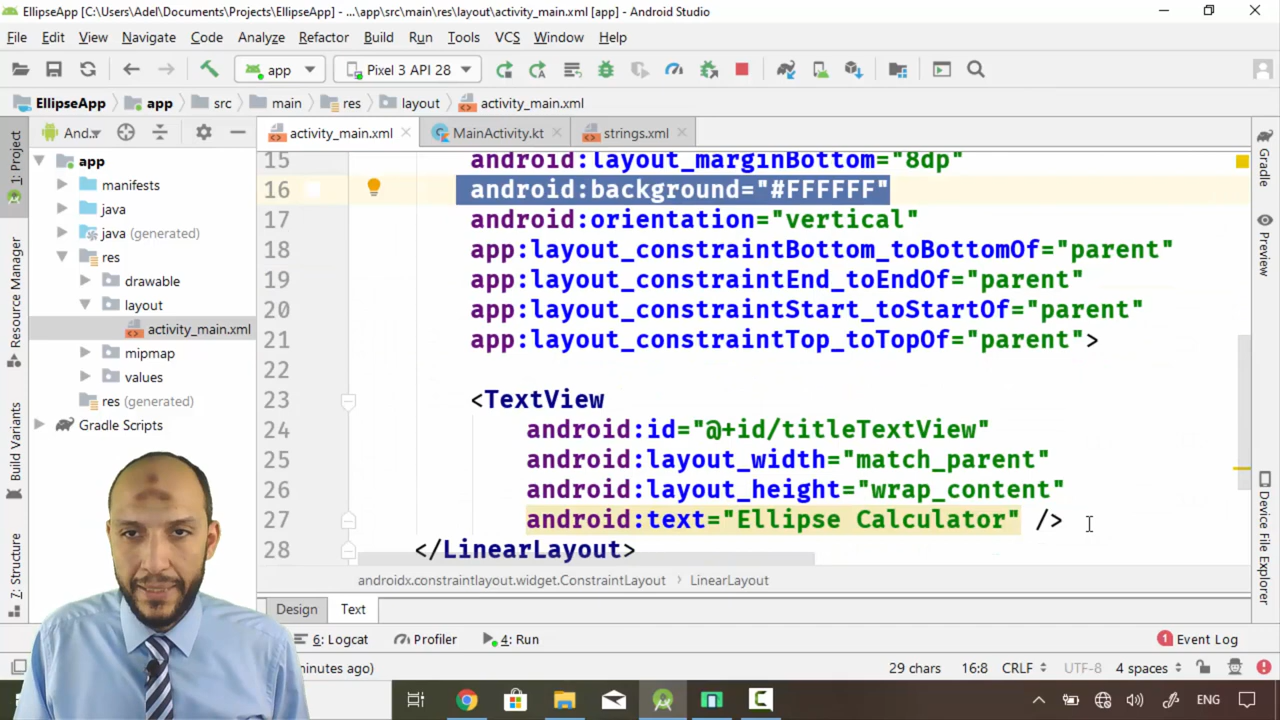 EllipseApp [C:\Users\Adel\Documents\Projects\EllipseApp] - ...\app\src\main\res\layout\activity_main.xml [app] - Android Studio
File Edit View Navigate Code Analyze Refactor Build Run Tools VCS Window Help
app Pixel 3 API 28
EllipseApp app src main res layout activity_main.xml
1: Project
Resource Manager
Build Variants
7: Structure
And..
app
manifests
java
java (generated)
res
drawable
layout
activity_main.xml
mipmap
values
res (generated)
Gradle Scripts
activity_main.xml MainActivity.kt strings.xml
15 android:layout_marginBottom="8dp"
16 android:background="#FFFFFF"
17 android:orientation="vertical"
18 app:layout_constraintBottom_toBottomOf="parent"
19 app:layout_constraintEnd_toEndOf="parent"
20 app:layout_constraintStart_toStartOf="parent"
21 app:layout_constraintTop_toTopOf="parent">
22
23 <TextView
24 android:id="@+id/titleTextView"
25 android:layout_width="match_parent"
26 android:layout_height="wrap_content"
27 android:text="Ellipse Calculator" />
28 </LinearLayout>
androidx.constraintlayout.widget.ConstraintLayout LinearLayout
Design Text
Gradle
Preview
Device File Explorer
6: Logcat Profiler 4: Run 1 Event Log
minutes ago) 29 chars 16:8 CRLF UTF-8 4 spaces
ENG